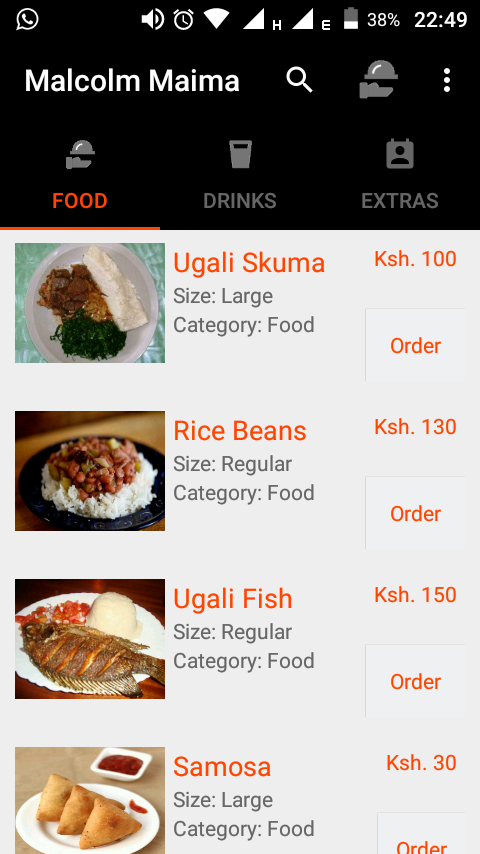 H E 38% 22:49
Malcolm Maima
FOOD DRINKS EXTRAS
Ugali Skuma Ksh. 100
Size: Large
Category: Food
Order
Rice Beans Ksh. 130
Size: Regular
Category: Food
Order
Ugali Fish Ksh. 150
Size: Regular
Category: Food
Order
Samosa Ksh. 30
Size: Large
Category: Food
Order